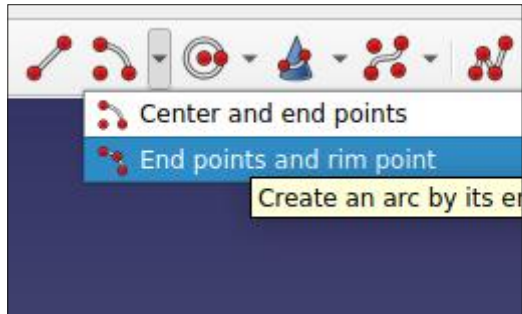 Center and end points
End points and rim point
Create an arc by its